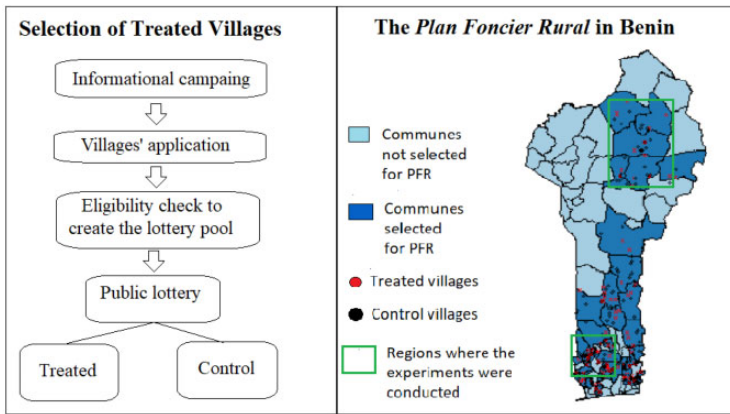 Selection of Treated Villages
Informational campaing
Villages' application
Eligibility check to
create the lottery pool
Public lottery
Treated
Control
The Plan Foncier Rural in Benin
Communes
not selected
for PFR
Communes
selected
for PFR
Treated villages
Control villages
Regions where the
experiments were
conducted